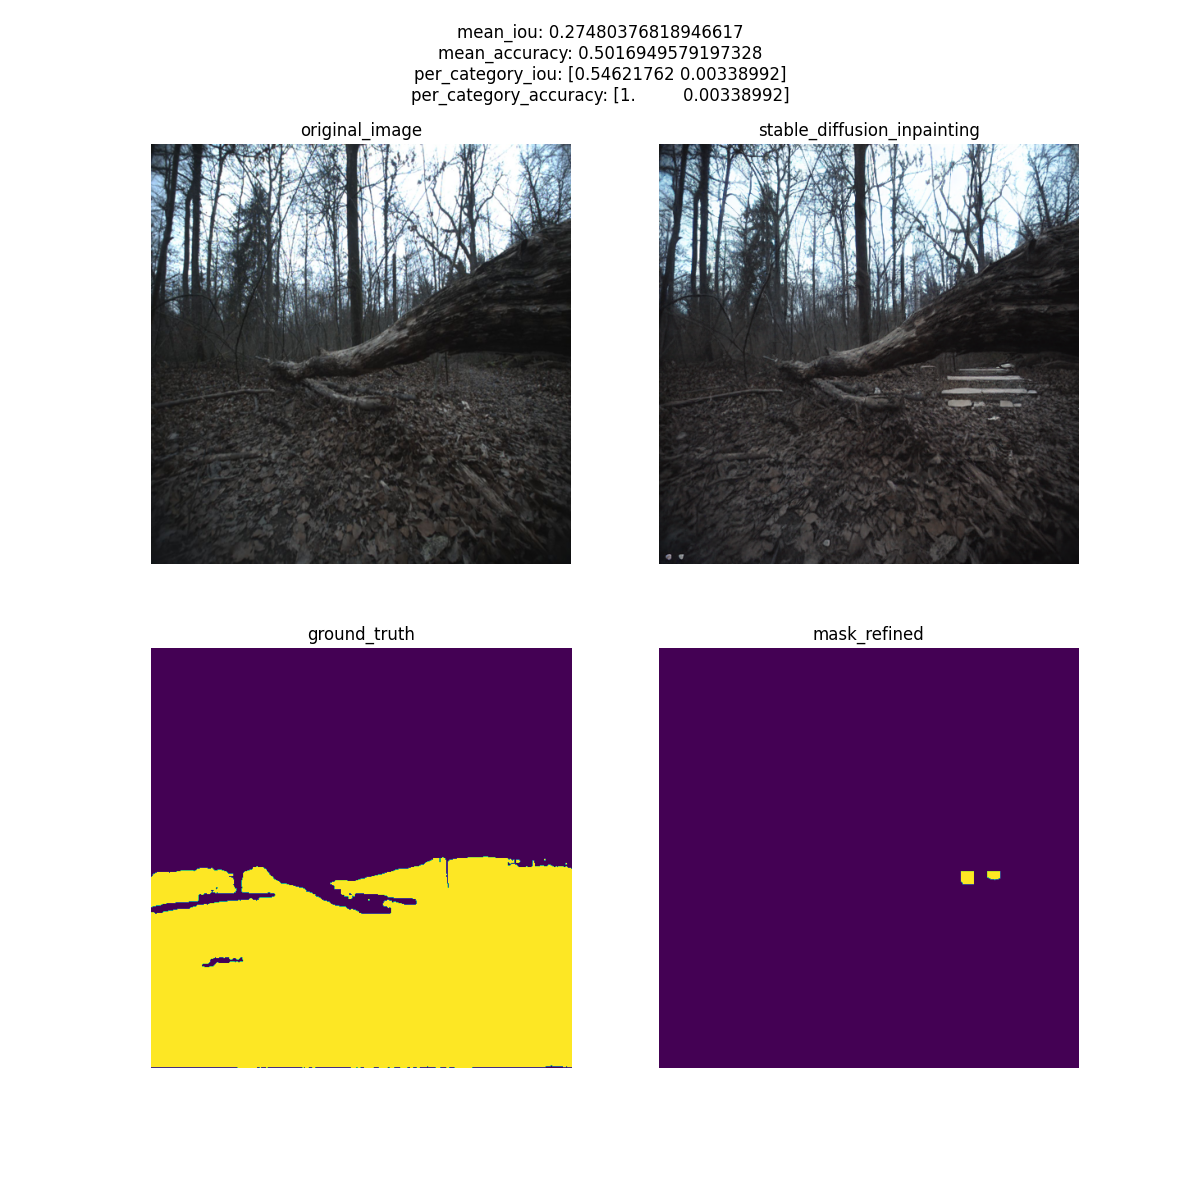 mean_iou: 0.27480376818946617
mean_accuracy: 0.5016949579197328
per_category_iou: [0.54621762 0.00338992]
per_category_accuracy: [1. 0.00338992]
original_image
stable_diffusion_inpainting
ground_truth
mask_refined